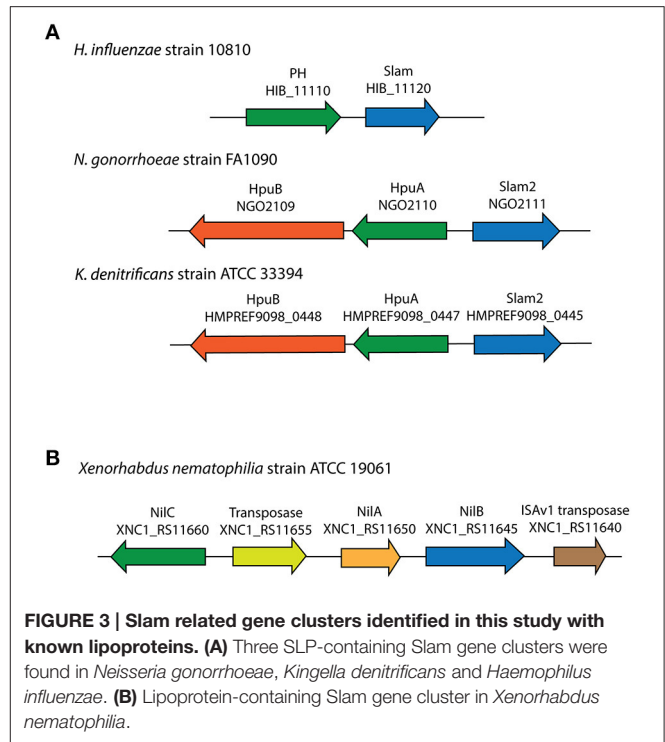 A
H. influenzae strain 10810
PH Slam
HIB_11110 HIB_11120
N. gonorrhoeae strain FA1090
HpuB HpuA Slam2
NGO2109 NGO2110 NGO2111
K. denitrificans strain ATCC 33394
HpuB HpuA Slam2
HMPREF9098_0448 HMPREF9098_0447 HMPREF9098_0445
B
Xenorhabdus nematophilia strain ATCC 19061
NilC Transposase NilA NilB ISAv1 transposase
XNC1_RS11660 XNC1_RS11655 XNC1_RS11650 XNC1_RS11645 XNC1_RS11640
FIGURE 3 | Slam related gene clusters identified in this study with
known lipoproteins. (A) Three SLP-containing Slam gene clusters were
found in Neisseria gonorrhoeae, Kingella denitrificans and Haemophilus
influenzae. (B) Lipoprotein-containing Slam gene cluster in Xenorhabdus
nematophilia.